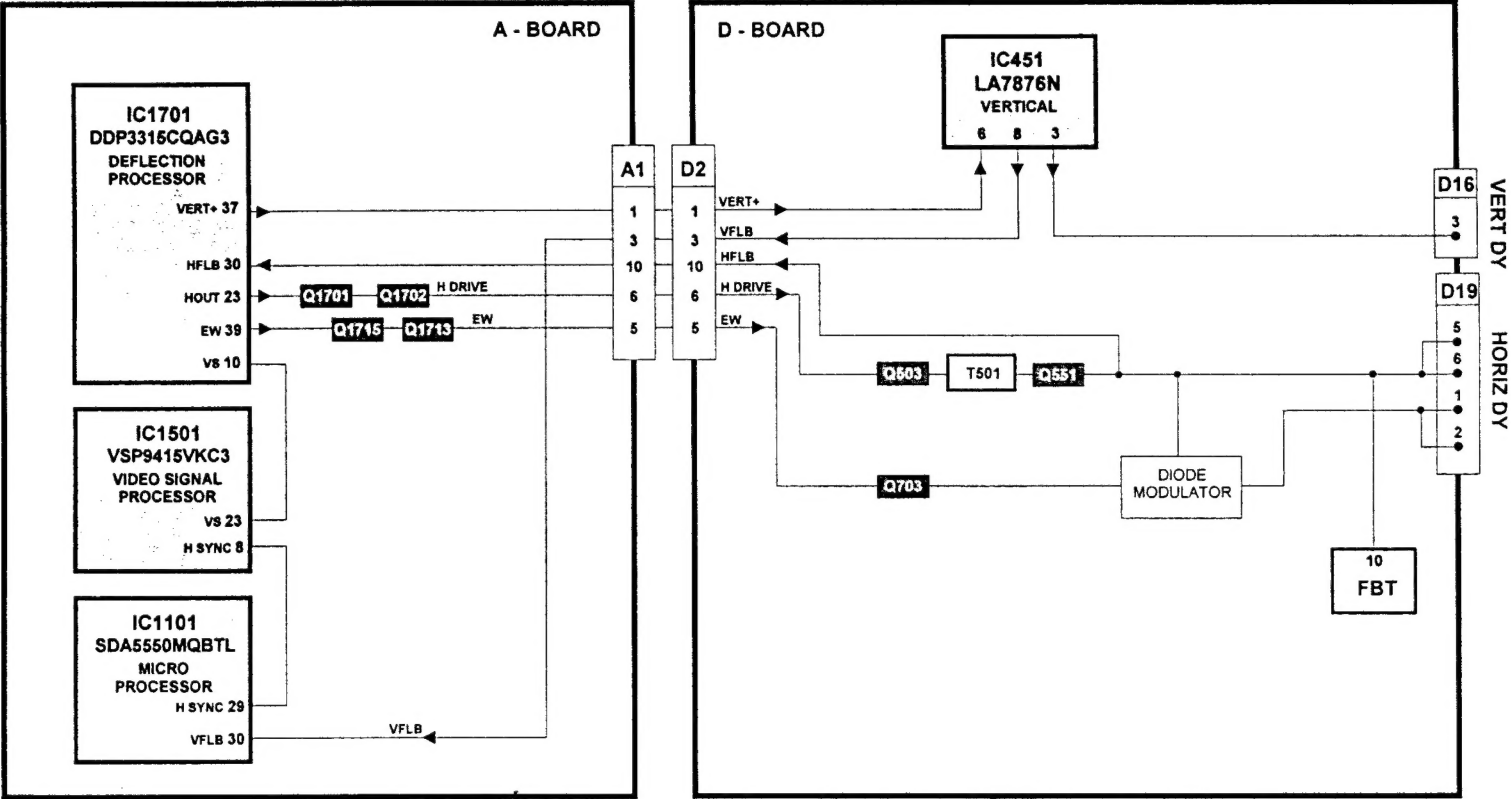 A - BOARD
IC1701
DDP3315CQAG3
DEFLECTION
PROCESSOR
VERT+ 37
HFLB 30
HOUT 23
EW 39
VS 10
Q1701
Q1702
H DRIVE
Q1715
Q1713
EW
IC1501
VSP9415VKC3
VIDEO SIGNAL
PROCESSOR
VS 23
H SYNC 8
IC1101
SDA5550MQBTL
MICRO
PROCESSOR
H SYNC 29
VFLB 30
VFLB
A1
1
3
10
6
5
D - BOARD
D2
1
3
10
6
5
VERT+
VFLB
HFLB
H DRIVE
EW
IC451
LA7876N
VERTICAL
6 8 3
Q503
T501
Q551
Q703
DIODE
MODULATOR
10
FBT
D16
3
VERT DY
D19
5
6
1
2
HORIZ DY